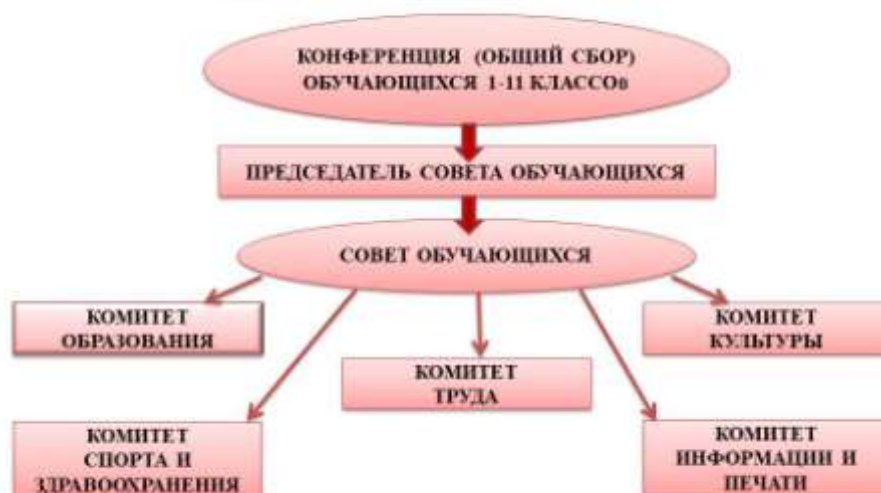 КОНФЕРЕНЦИЯ (ОБЩИЙ СБОР)
ОБУЧАЮЩИХСЯ 1-11 КЛАССОВ
ПРЕДСЕДАТЕЛЬ СОВЕТА ОБУЧАЮЩИХСЯ
СОВЕТ ОБУЧАЮЩИХСЯ
КОМИТЕТ
ОБРАЗОВАНИЯ
КОМИТЕТ
КУЛЬТУРЫ
КОМИТЕТ
ТРУДА
КОМИТЕТ
СПОРТА И
ЗДРАВООХРАНЕНИЯ
КОМИТЕТ
ИНФОРМАЦИИ И
ПЕЧАТИ